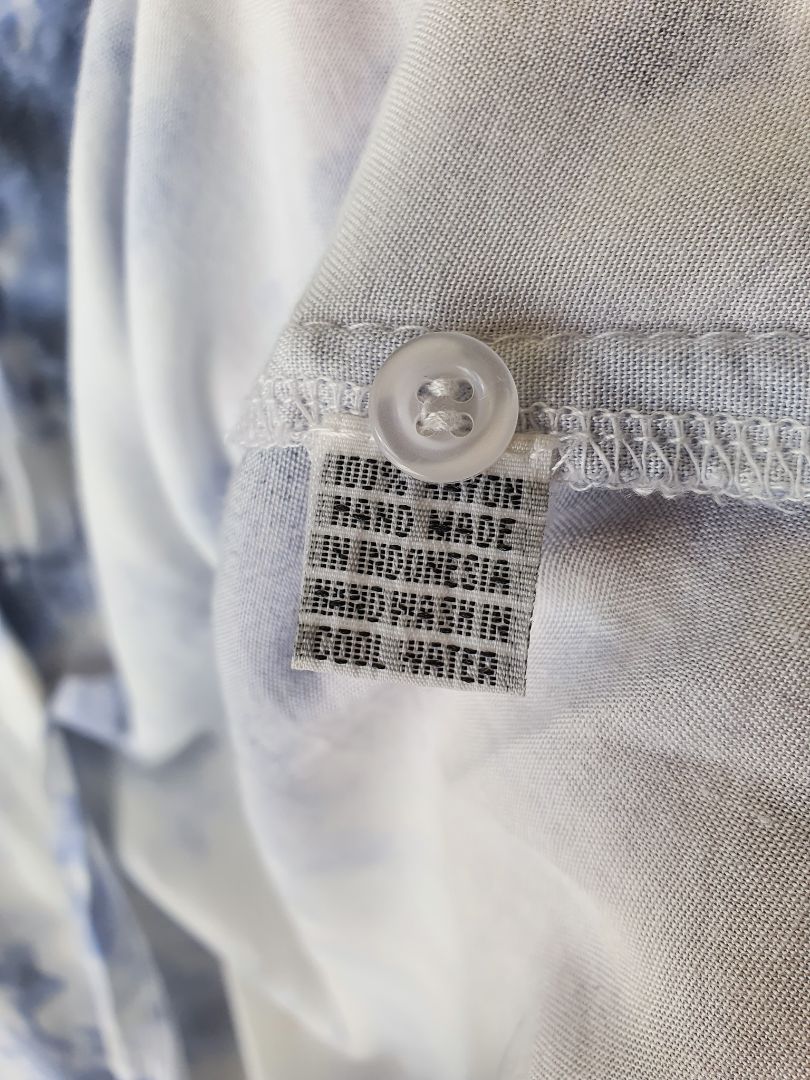 100% RAYON
HAND MADE
IN INDONESIA
HAND WASH IN
COOL WATER